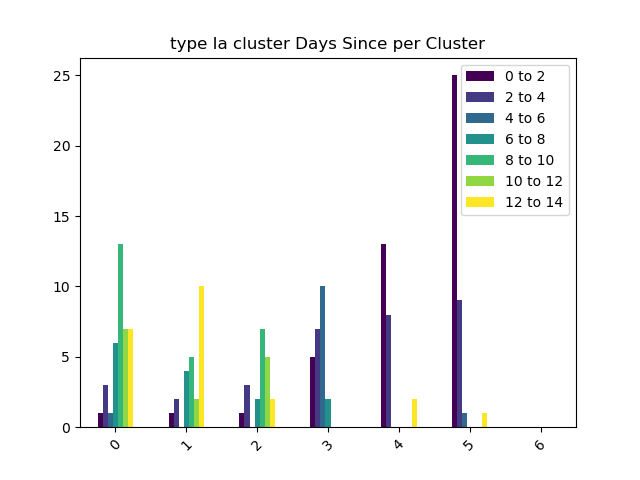 type Ia cluster Days Since per Cluster
25
20
15
10
5
0
0 to 2
2 to 4
4 to 6
6 to 8
8 to 10
10 to 12
12 to 14
0
1
2
3
4
5
6